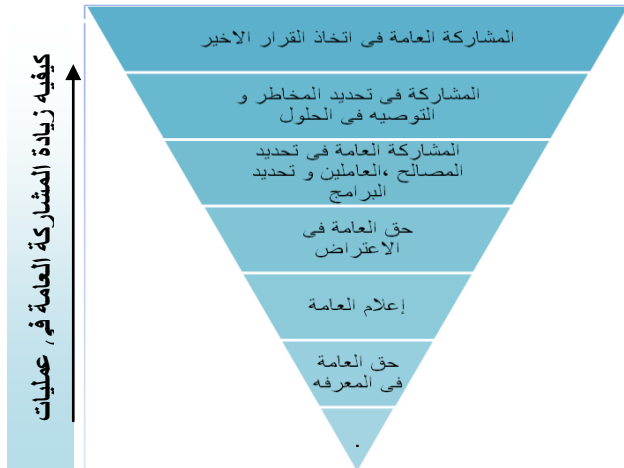 المشاركة العامة فى اتخاذ القرار الاخير
المشاركة فى تحديد المخاطر و
التوصيه فى الحلول
المشاركة العامة فى تحديد
المصالح ،العاملين و تحديد
البرامج
حق العامة فى
الاعتراض
إعلام العامة
حق العامة
فى المعرفه
.
كيفيه زيادة المشاركة العامة في, عمليات